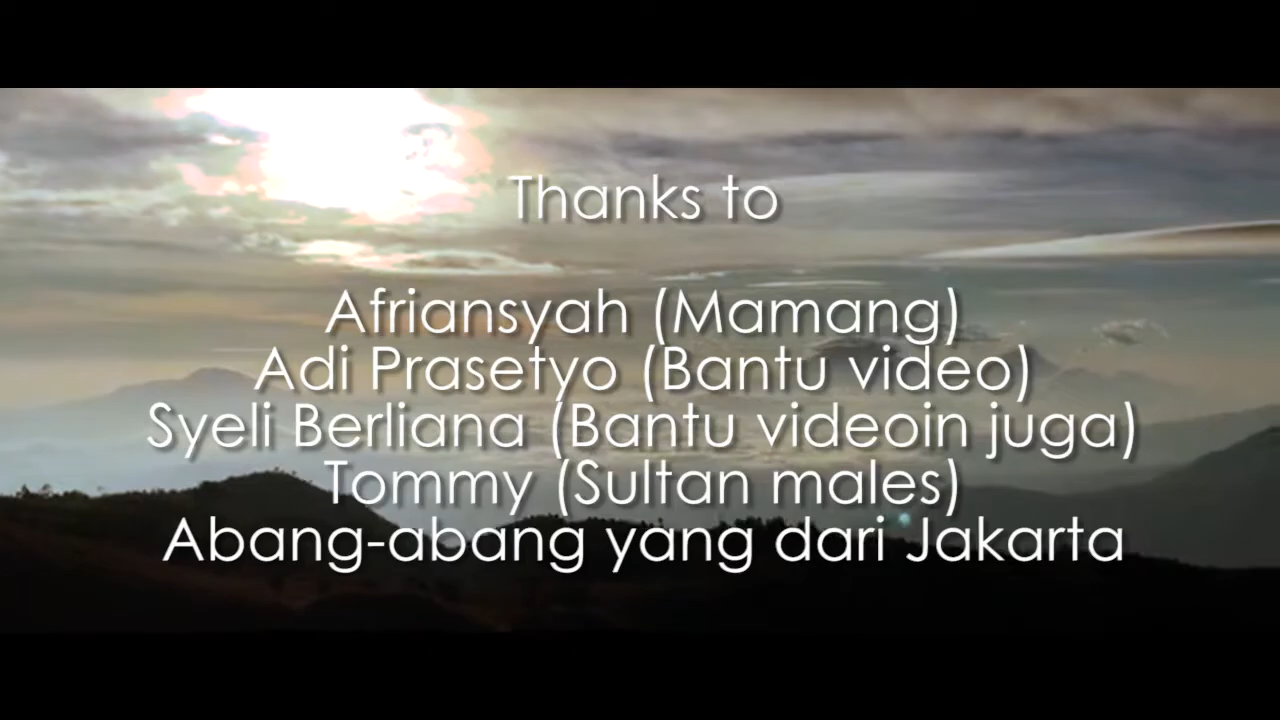 Thanks to
Afriansyah (Mamang)
Adi Prasetyo (Bantu video)
Syeli Berliana (Bantu videoin juga)
Tommy (Sultan males)
Abang-abang yang dari Jakarta